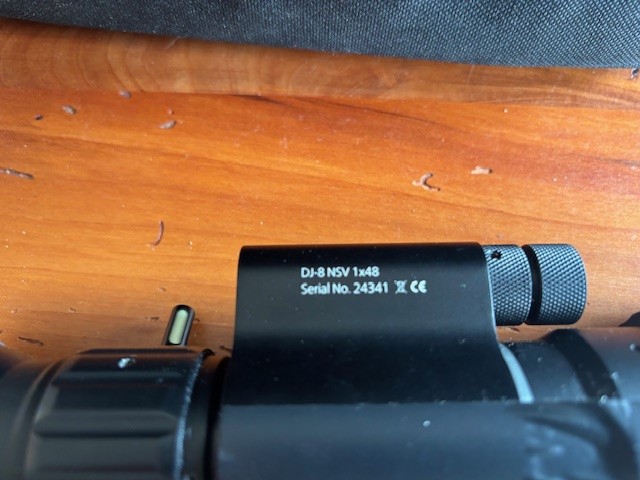 DJ-8 NSV 1x48
Serial No. 24341 CE